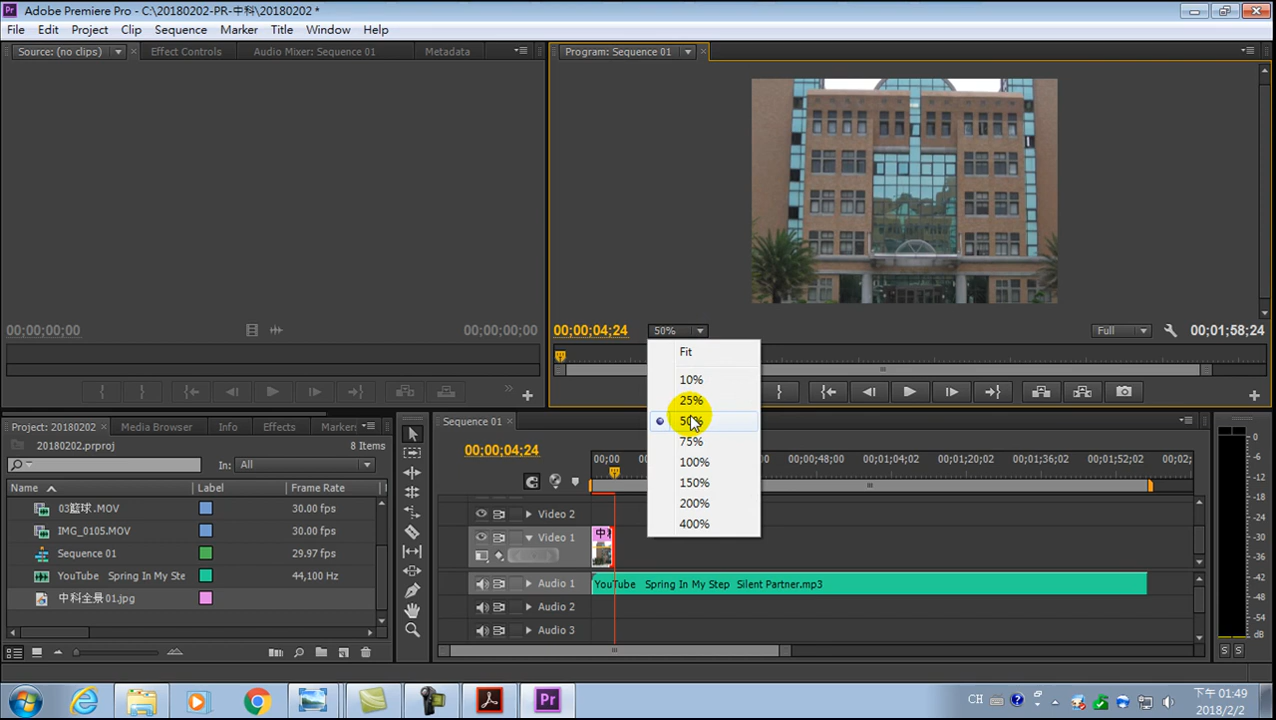 Adobe Premiere Pro - C:\20180202-PR-中科\20180202 *
File Edit Project Clip Sequence Marker Title Window Help
Source: (no clips) Effect Controls Audio Mixer: Sequence 01 Metadata
Program: Sequence 01
00;00;00;00 00;00;00;00
00;00;04;24 50% Full 00;01;58;24
Fit
10%
25%
50%
75%
100%
150%
200%
400%
Project: 20180202 Media Browser Info Effects Markers
20180202.prproj
In: All
Name Label Frame Rate
03籃球.MOV 30.00 fps
IMG_0105.MOV 30.00 fps
Sequence 01 29.97 fps
YouTube Spring In My Ste 44,100 Hz
中科全景01.jpg
Sequence 01
00;00;04;24
00;00 00;00;48;00 00;01;04;00 00;01;20;00 00;01;36;00 00;01;52;02
Video 2
Video 1
Audio 1 YouTube Spring In My Step Silent Partner.mp3
Audio 2
Audio 3
0
-6
-12
-18
-24
-30
-36
-42
-48
-54
S S
CH
下午 01:49
2018/2/2